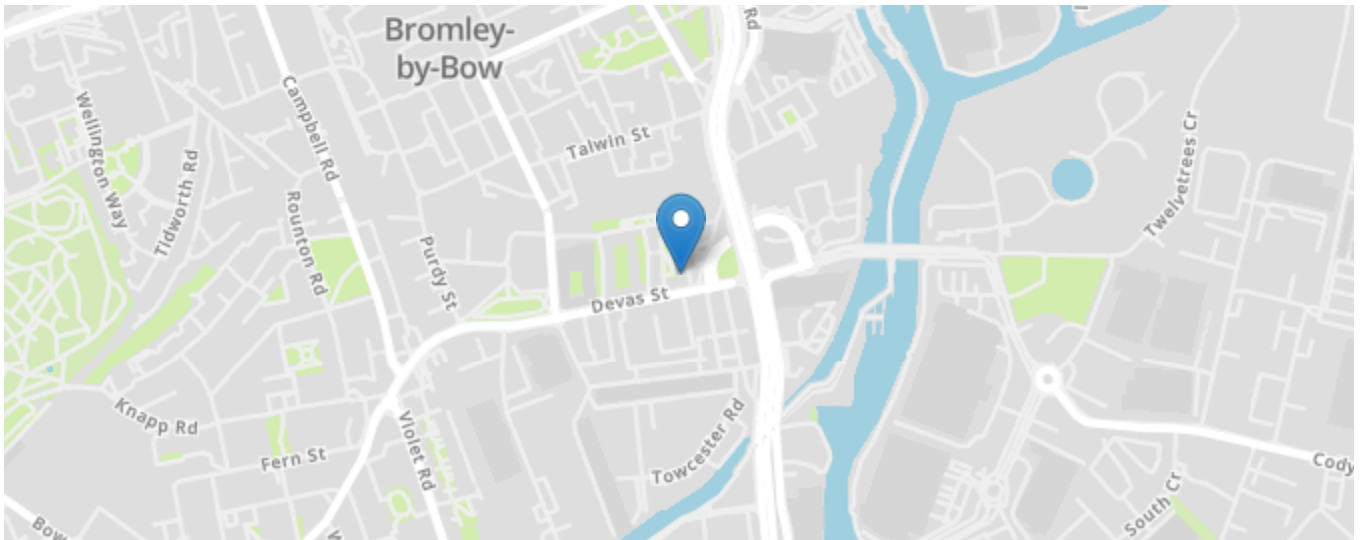 Bromley-
by-Bow
Rd
Wellington Way
Campbell Rd
Talwin St
Tidworth Rd
Rounton Rd
Purdy St
Twelvetrees Cr
Devas St
Knapp Rd
Violet Rd
Fern St
Towcester Rd
Cody
South Cr
Bow